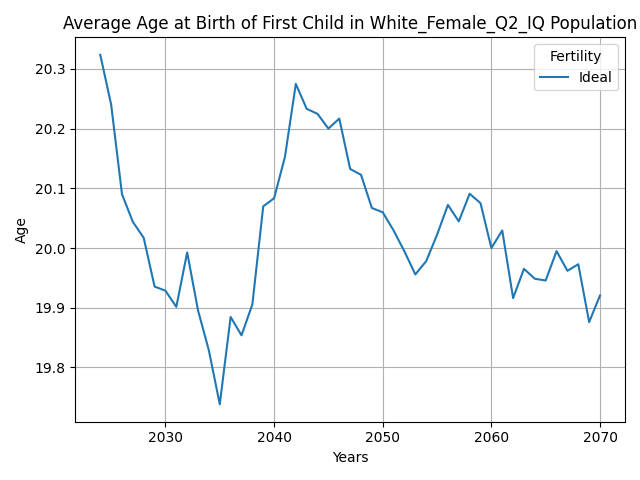 Average Age at Birth of First Child in White_Female_Q2_IQ Population
Fertility
Ideal
Age
20.3
20.2
20.1
20.0
19.9
19.8
2030 2040 2050 2060 2070
Years